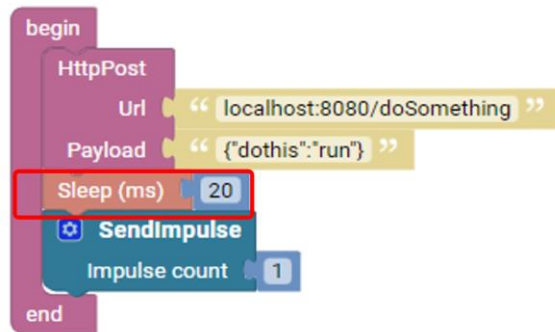 begin
HttpPost
Url “ localhost:8080/doSomething ”
Payload “ {"dothis":"run"} ”
Sleep (ms) 20
SendImpulse
Impulse count 1
end